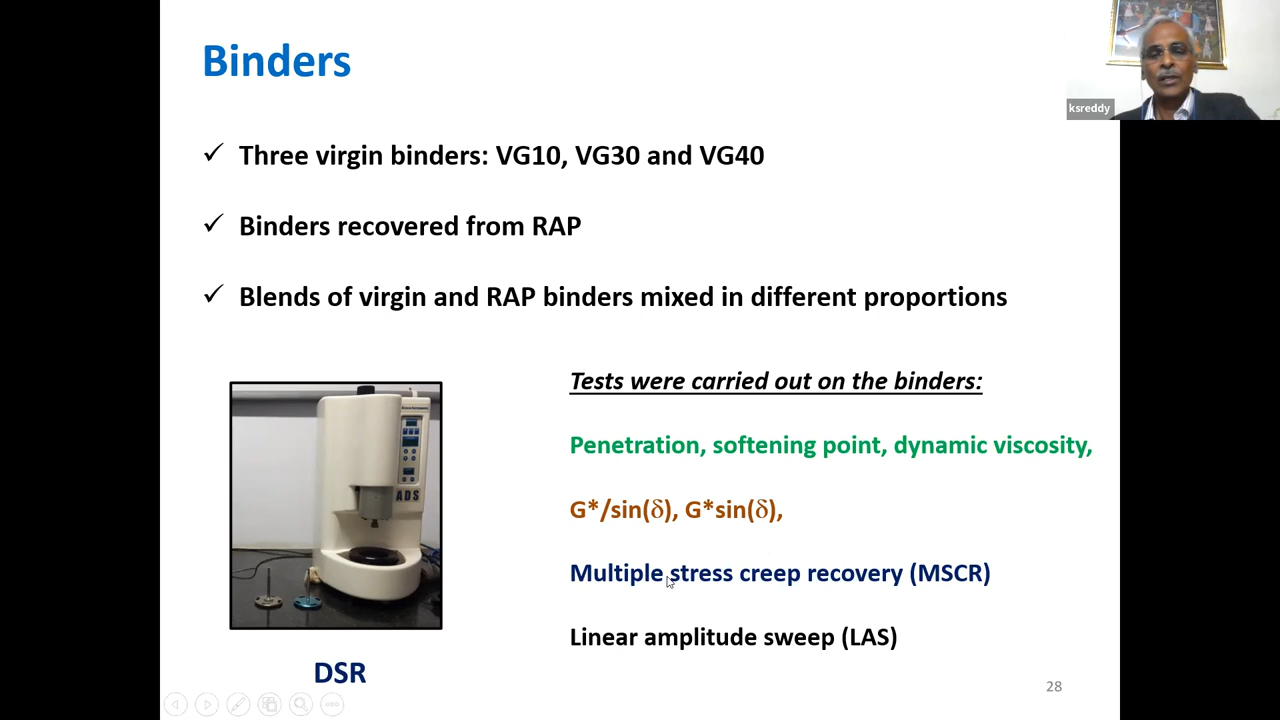 Binders
ksreddy
✓ Three virgin binders: VG10, VG30 and VG40
✓ Binders recovered from RAP
✓ Blends of virgin and RAP binders mixed in different proportions
Tests were carried out on the binders:
Penetration, softening point, dynamic viscosity,
G*/sin(δ), G*sin(δ),
ADS
Multiple stress creep recovery (MSCR)
Linear amplitude sweep (LAS)
DSR
28